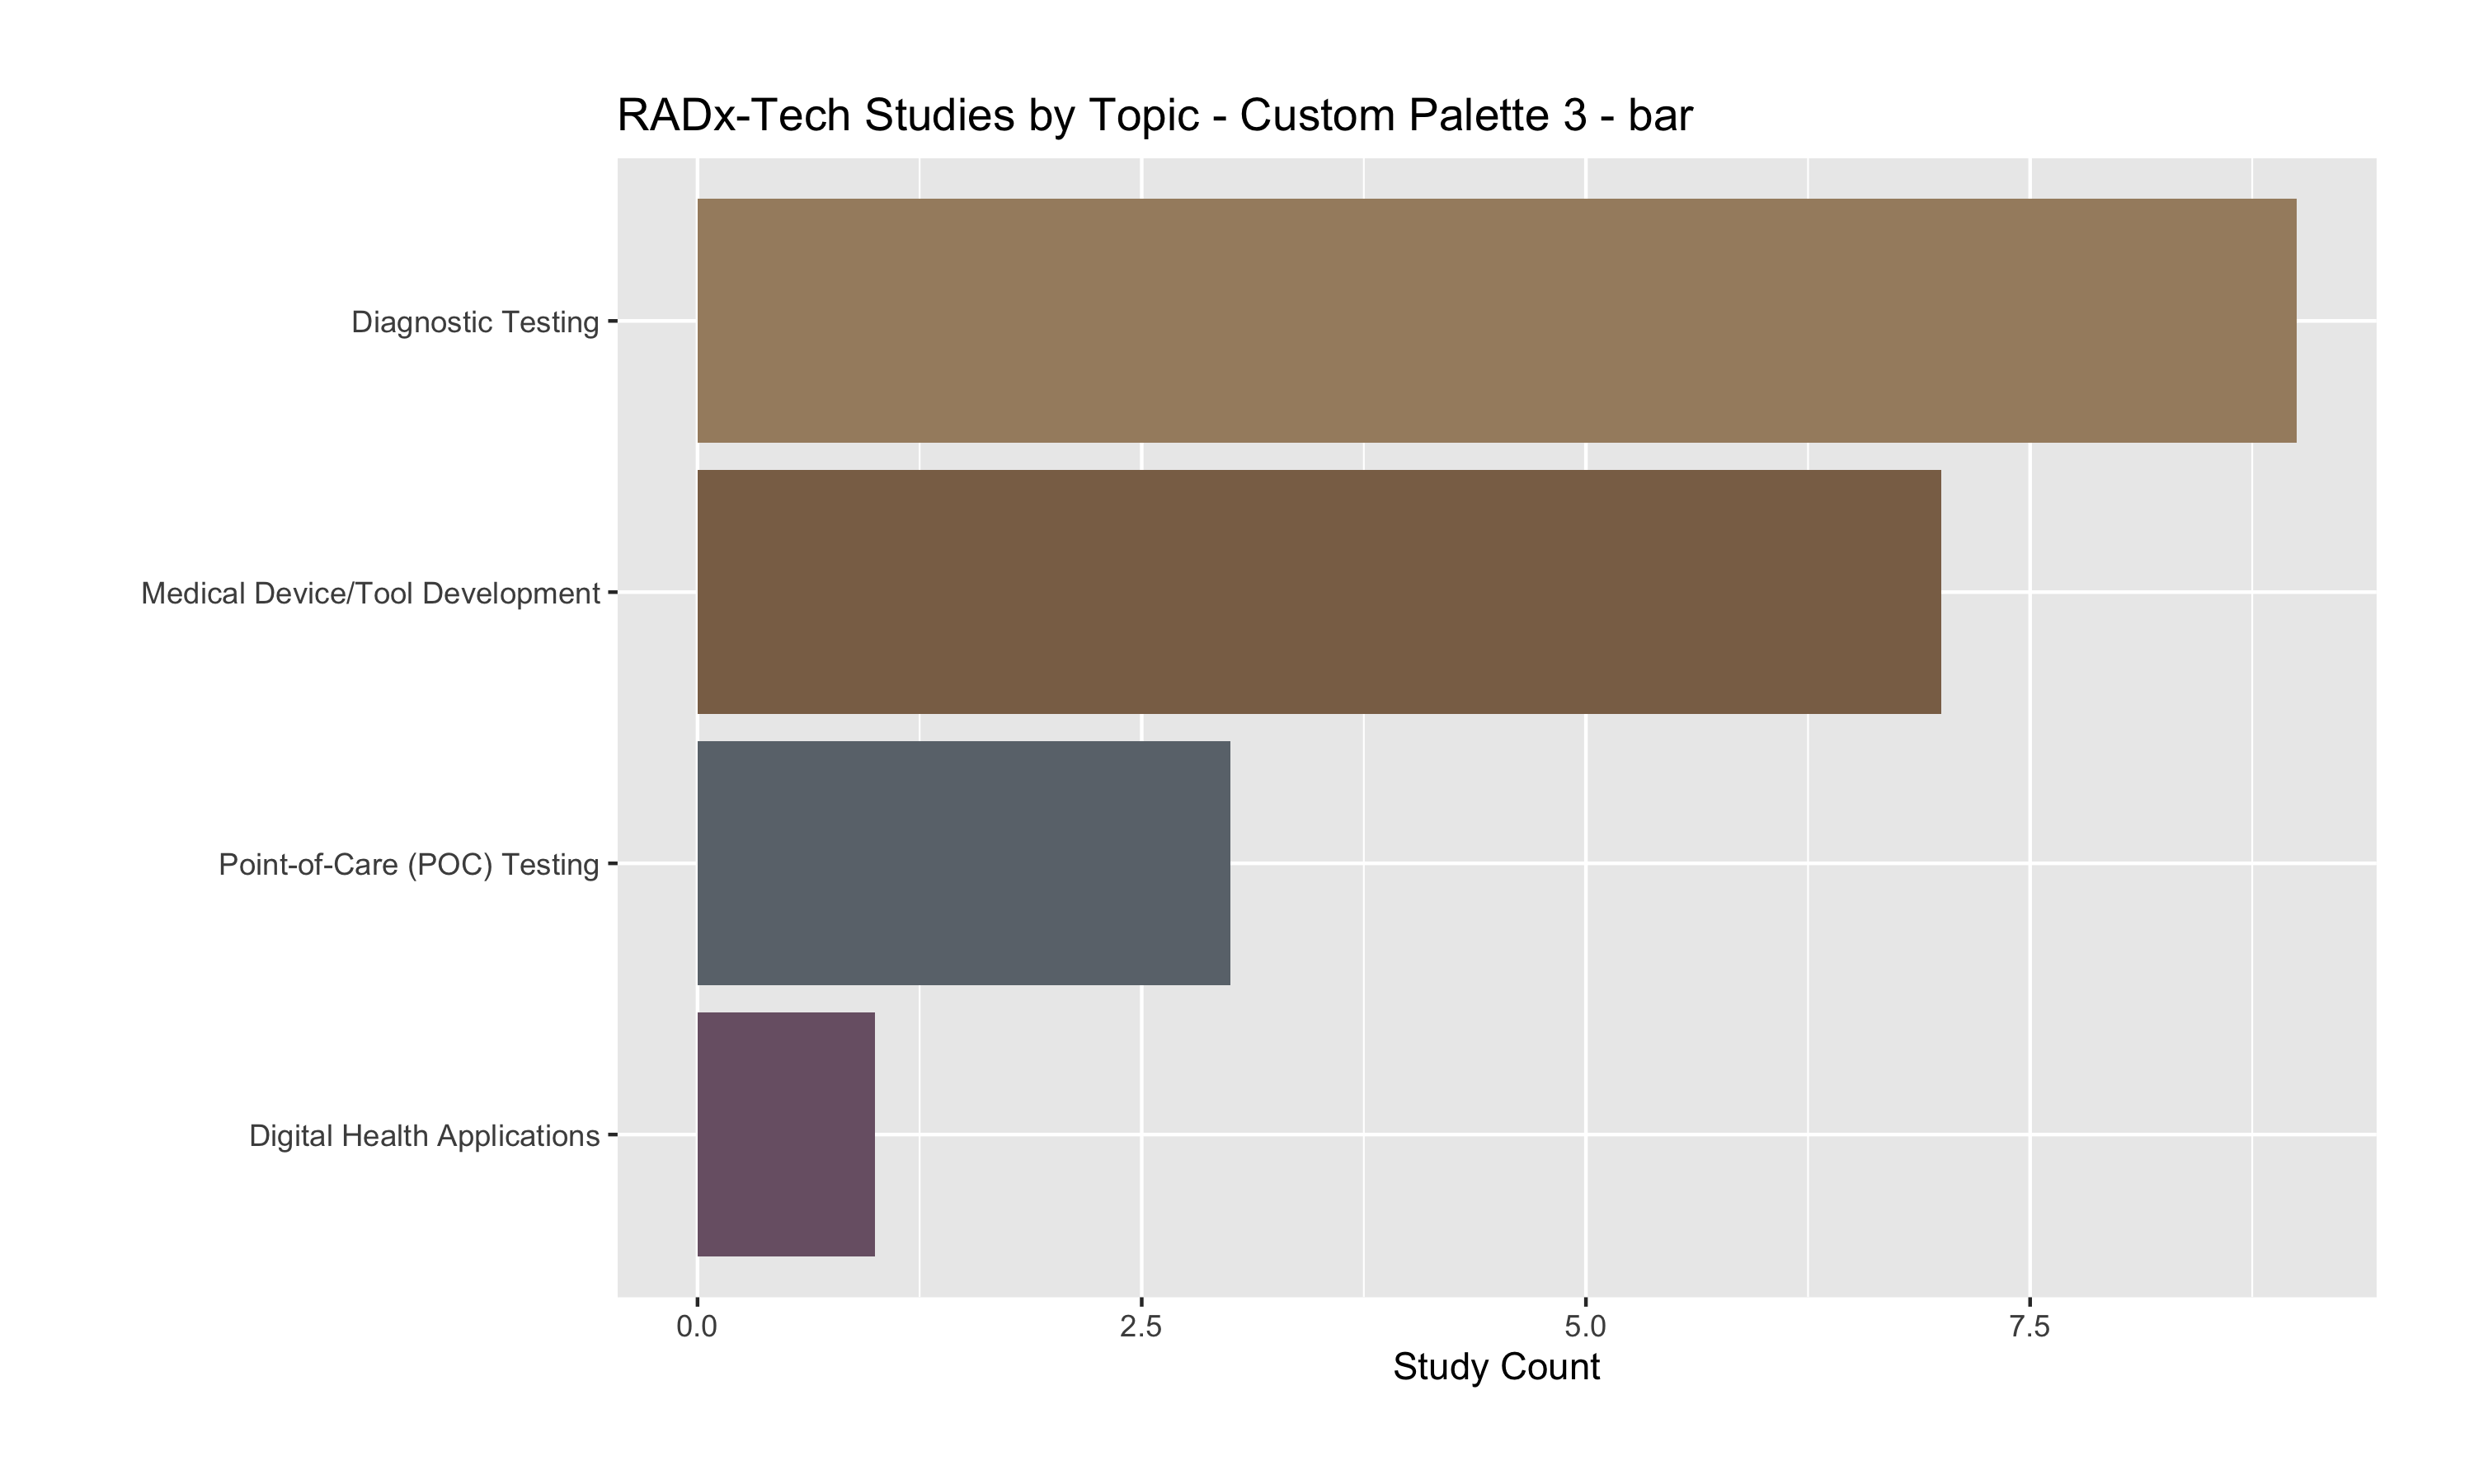 RADx-Tech Studies by Topic - Custom Palette 3 - bar
Diagnostic Testing
Medical Device/Tool Development
Point-of-Care (POC) Testing
Digital Health Applications
0.0 2.5 5.0 7.5
Study Count